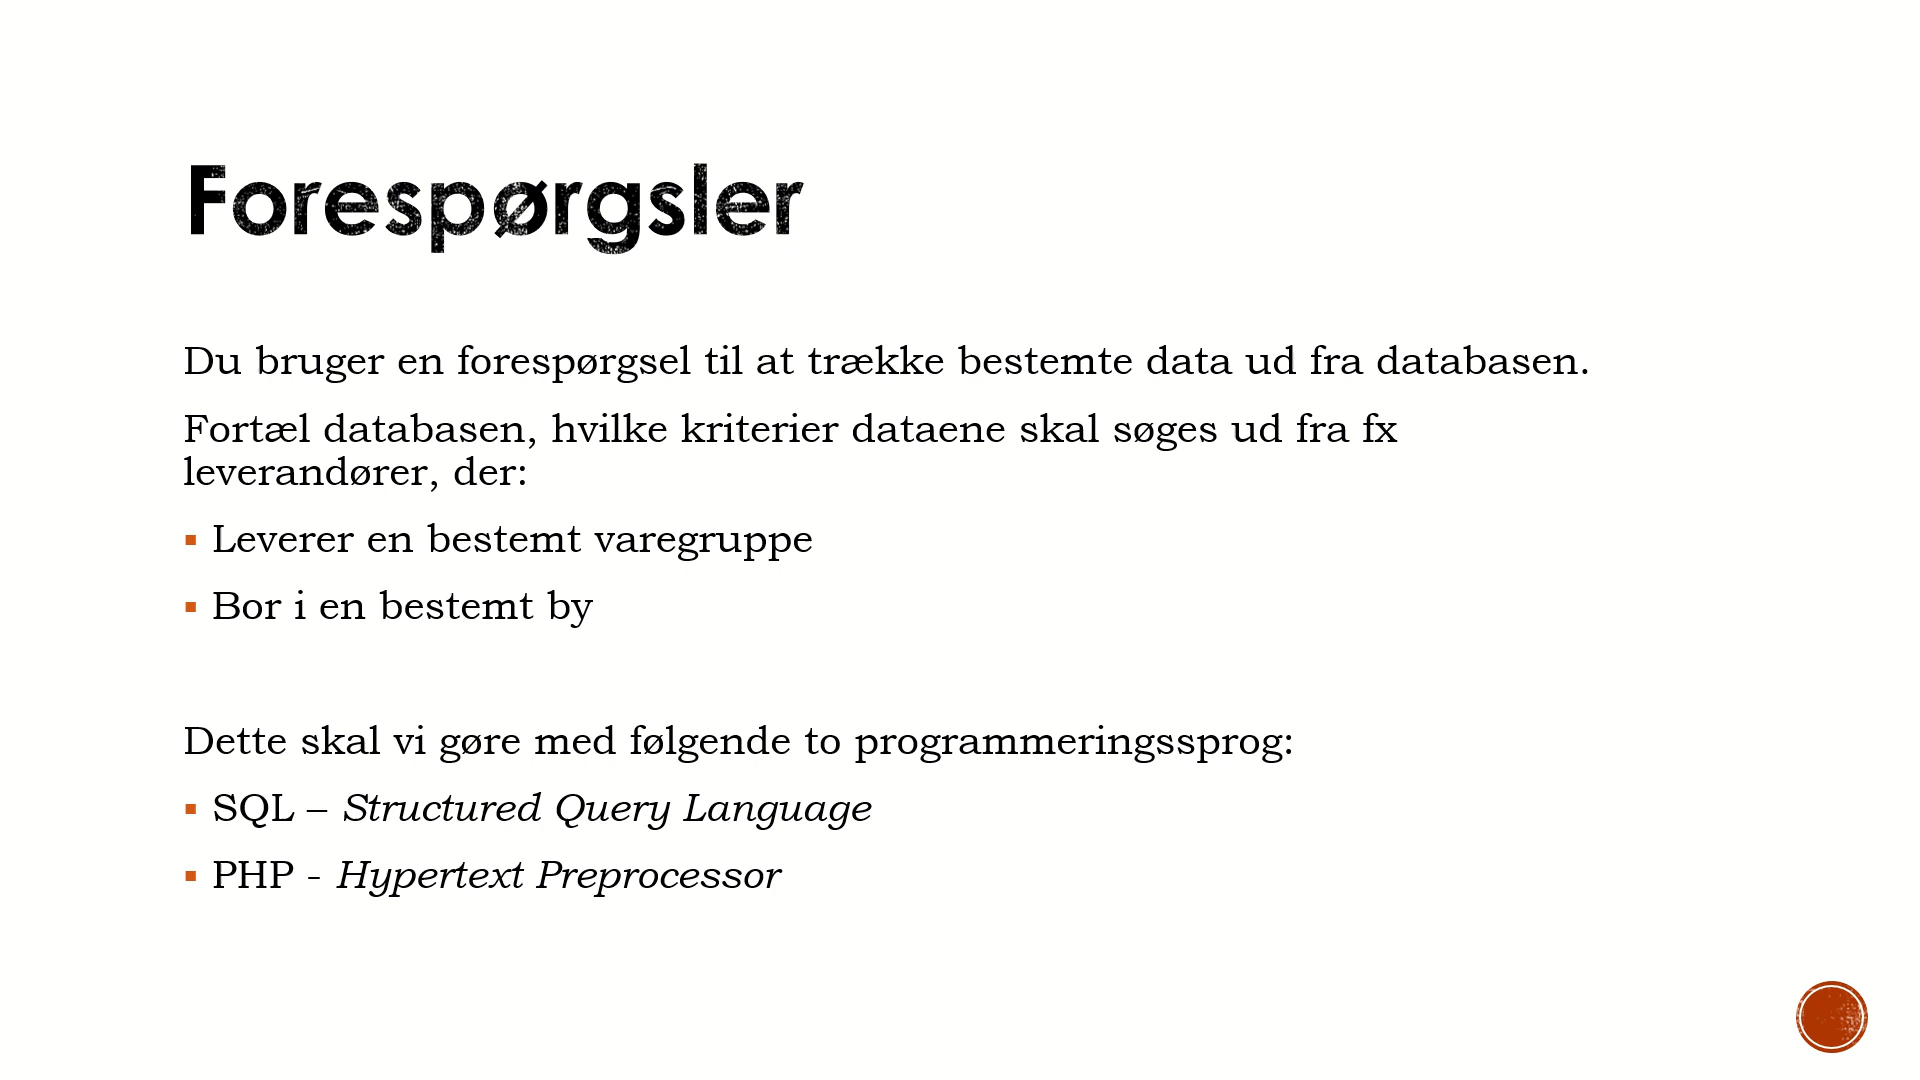 Forespørgsler
Du bruger en forespørgsel til at trække bestemte data ud fra databasen.
Fortæl databasen, hvilke kriterier dataene skal søges ud fra fx
leverandører, der:
▪ Leverer en bestemt varegruppe
▪ Bor i en bestemt by
Dette skal vi gøre med følgende to programmeringssprog:
▪ SQL – Structured Query Language
▪ PHP - Hypertext Preprocessor